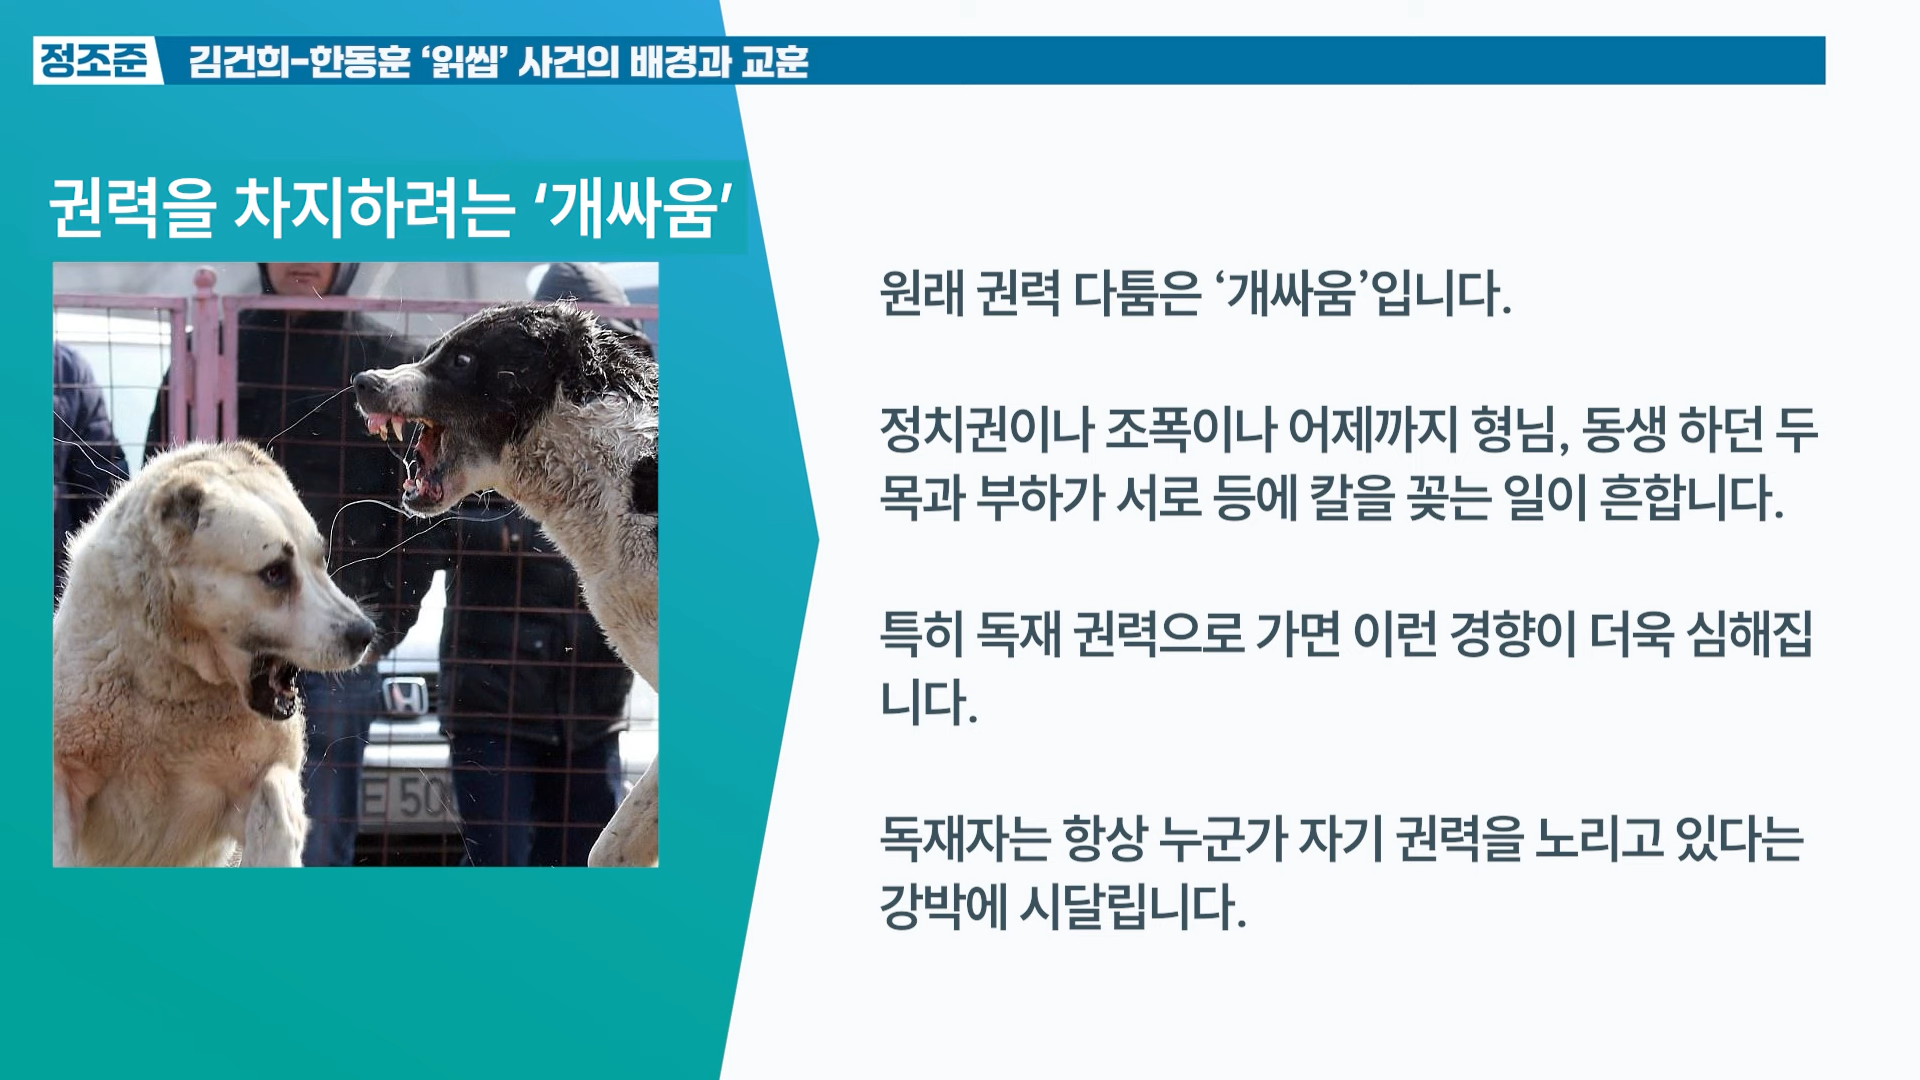 정조준
김건희-한동훈 ‘읽씹’ 사건의 배경과 교훈
권력을 차지하려는 ‘개싸움’
E 50
원래 권력 다툼은 ‘개싸움’입니다.
정치권이나 조폭이나 어제까지 형님, 동생 하던 두
목과 부하가 서로 등에 칼을 꽂는 일이 흔합니다.
특히 독재 권력으로 가면 이런 경향이 더욱 심해집
니다.
독재자는 항상 누군가 자기 권력을 노리고 있다는
강박에 시달립니다.